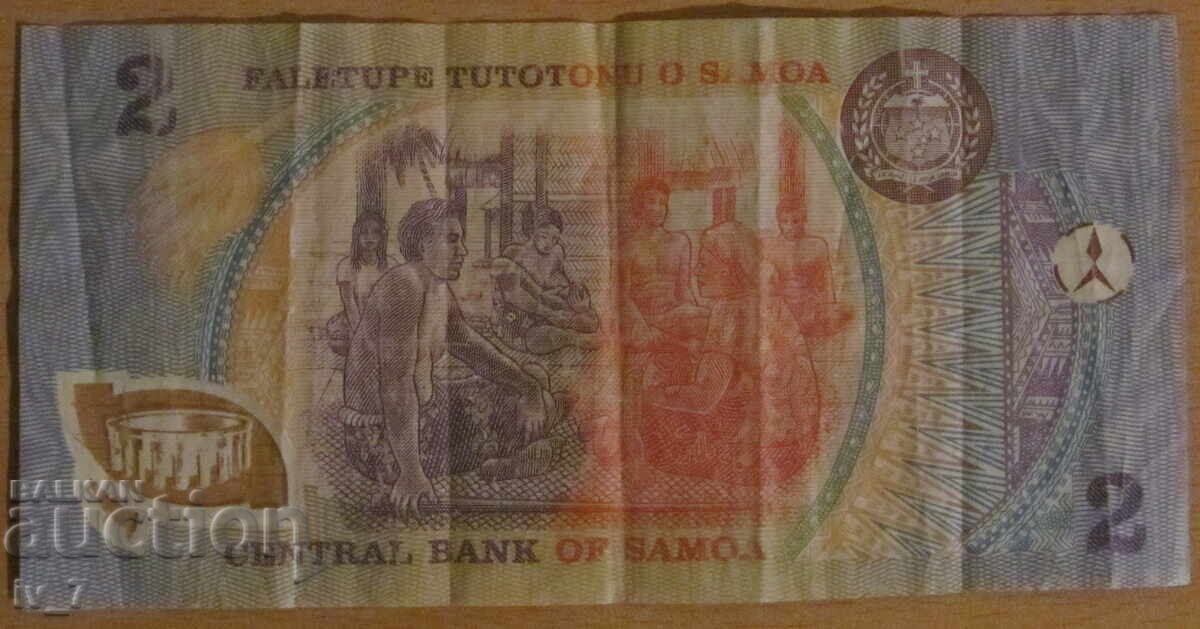 2
FALETUPE TUTOTONU O SAMOA
BALKAN
auction
CENTRAL BANK OF SAMOA
2
iv_7